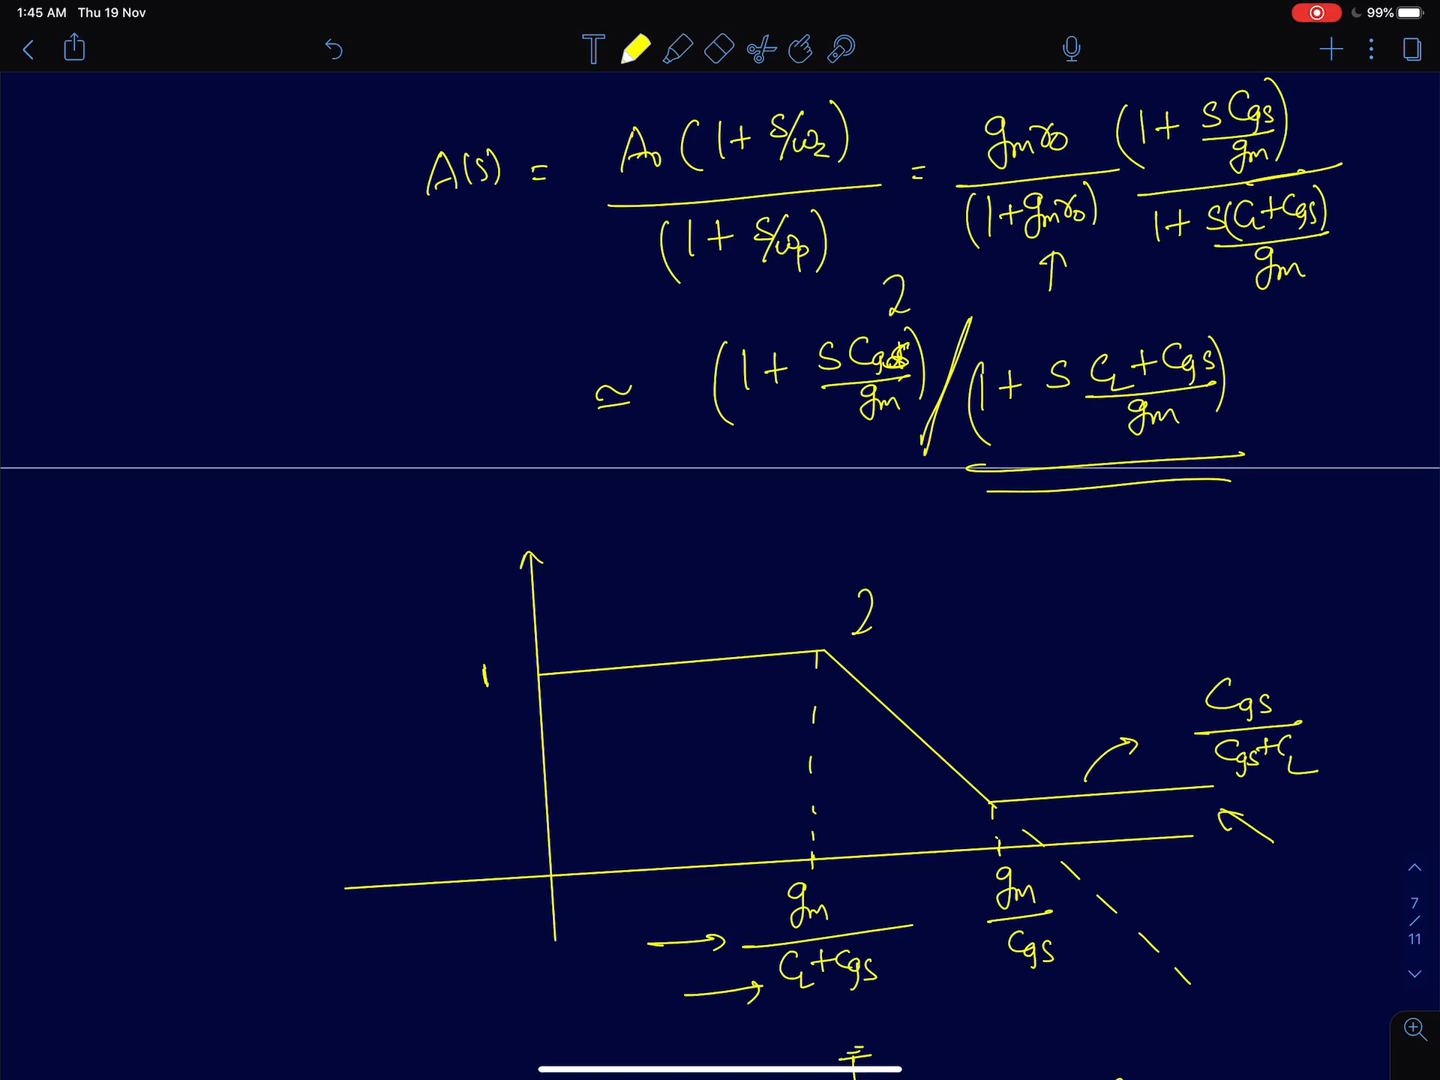 1:45 AM Thu 19 Nov
99%
T
A(s) = A₀ (1 + s/ω₂) / (1 + s/ωp) = gmro / (1+gmro) (1 + sCgs/gm) / 1 + s(CL+Cgs)/gm
↑
2
≃ (1 + sCgs/gm) / (1 + s CL+Cgs/gm)
2
1
Cgs / Cgs+CL
gm / CL+Cgs
gm / Cgs
7
/
11